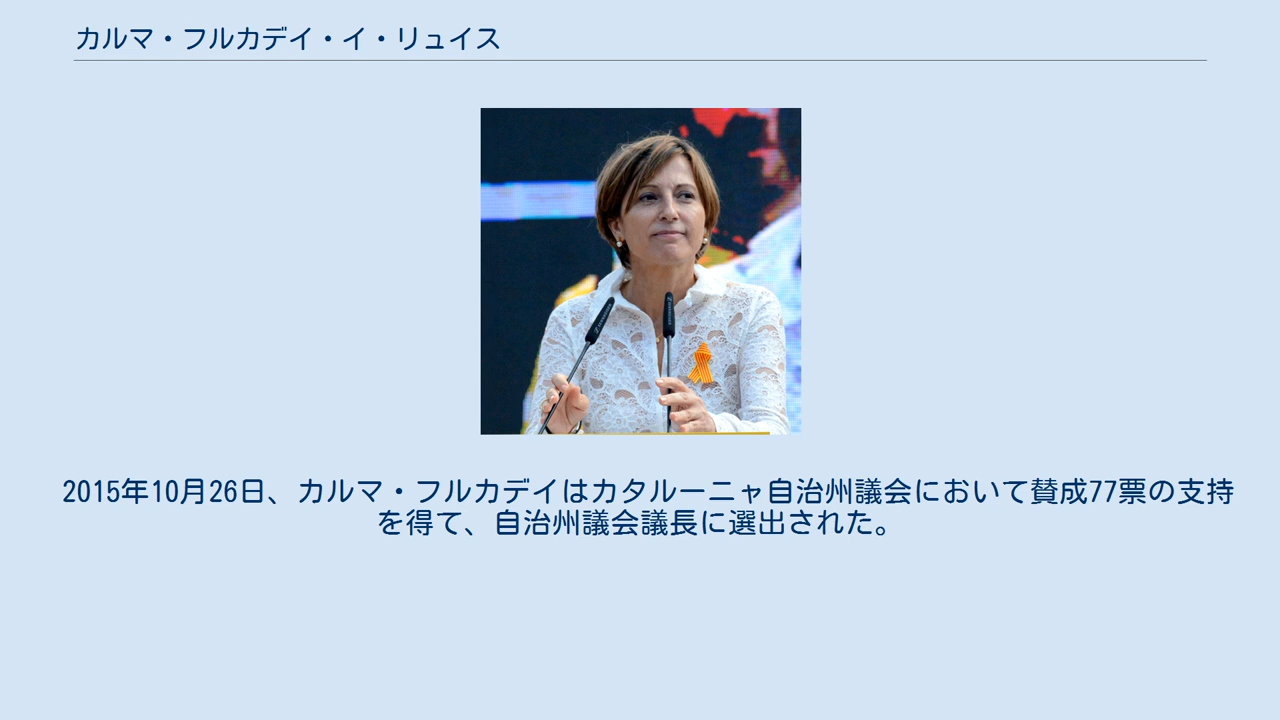 カルマ・フルカデイ・イ・リュイス
2015年10月26日、カルマ・フルカデイはカタルーニャ自治州議会において賛成77票の支持
を得て、自治州議会議長に選出された。